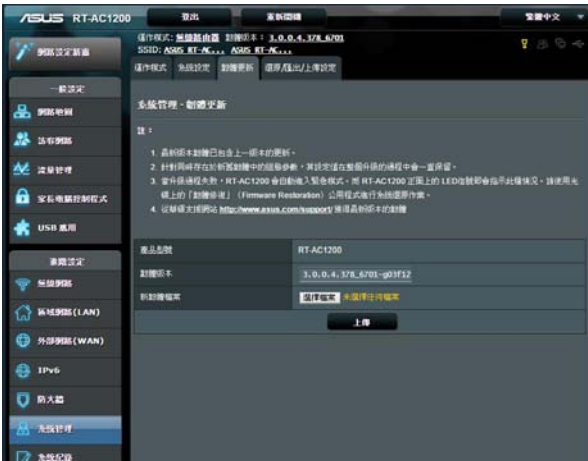 ASUS RT-AC1200 登出 重新開機 繁體中文
操作模式: 無線路由器 韌體版本: 3.0.0.4.378_6701
SSID: ASUS_RT-AC... ASUS_RT-AC...
網路設定精靈
操作模式 系統設定 韌體更新 還原/匯出/上傳設定
一般設定
系統管理 - 韌體更新
網路地圖
註:
訪客網路
1. 最新版本韌體已包含上一版本的更新。
流量管理
2. 針對同時存在於新舊韌體中的組態參數,其設定值在整個升級的過程中會一直保留。
家長電腦控制程式
3. 當升級過程失敗,RT-AC1200 會自動進入緊急模式。而 RT-AC1200 正面上的 LED指示燈號即會指示此種情況。請使用光
碟上的「韌體修復」(Firmware Restoration) 公用程式進行系統還原作業。
USB 應用
4. 從華碩支援網站 http://www.asus.com/support/ 獲得最新版本的韌體
進階設定
產品型號 RT-AC1200
無線網路
韌體版本 3.0.0.4.378_6701-g03f12
新韌體檔案 選擇檔案 未選擇任何檔案
區域網路(LAN)
上傳
外部網路(WAN)
IPv6
防火牆
系統管理
系統記錄